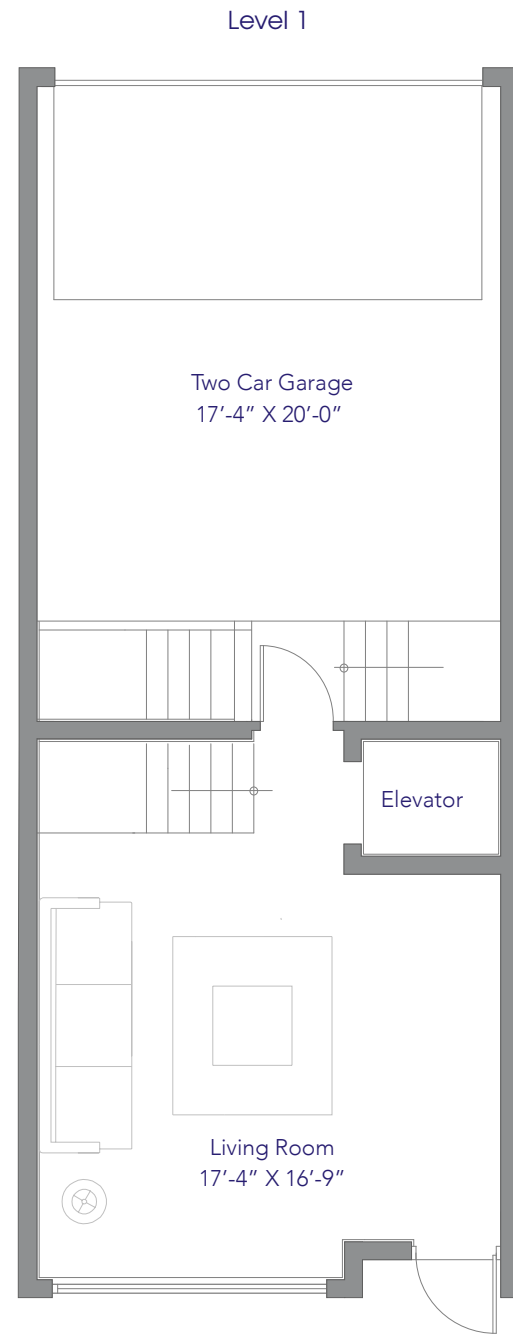 Level 1
Two Car Garage
17’-4” X 20’-0”
Elevator
Living Room
17’-4” X 16’-9”